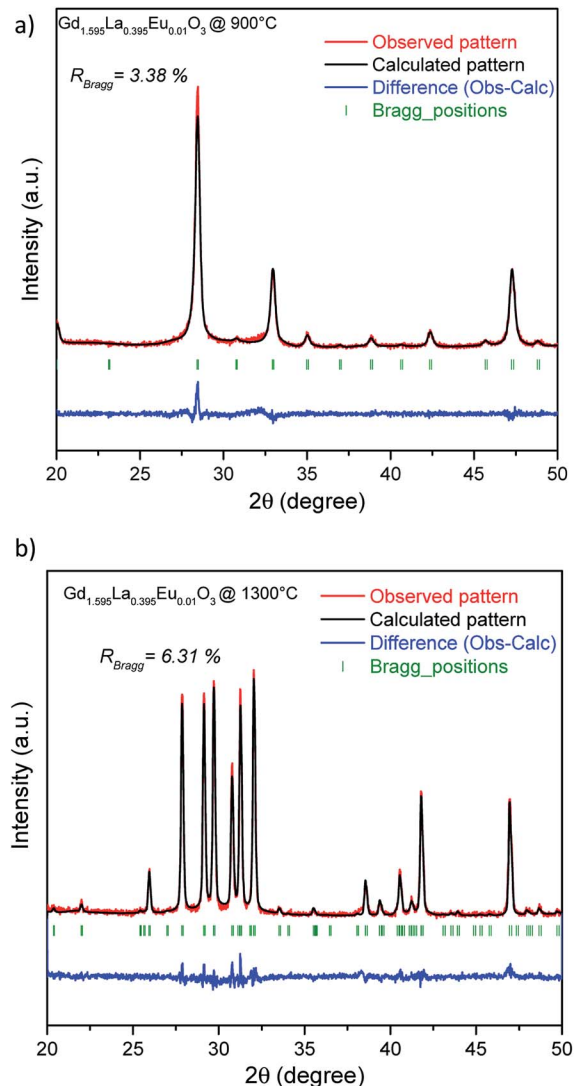 a)
Gd1.595La0.395Eu0.01O3 @ 900°C
Observed pattern
Calculated pattern
Difference (Obs-Calc)
Bragg_positions
RBragg = 3.38 %
Intensity (a.u.)
20 25 30 35 40 45 50
2θ (degree)
b)
Gd1.595La0.395Eu0.01O3 @ 1300°C
Observed pattern
Calculated pattern
Difference (Obs-Calc)
Bragg_positions
RBragg = 6.31 %
Intensity (a.u.)
20 25 30 35 40 45 50
2θ (degree)